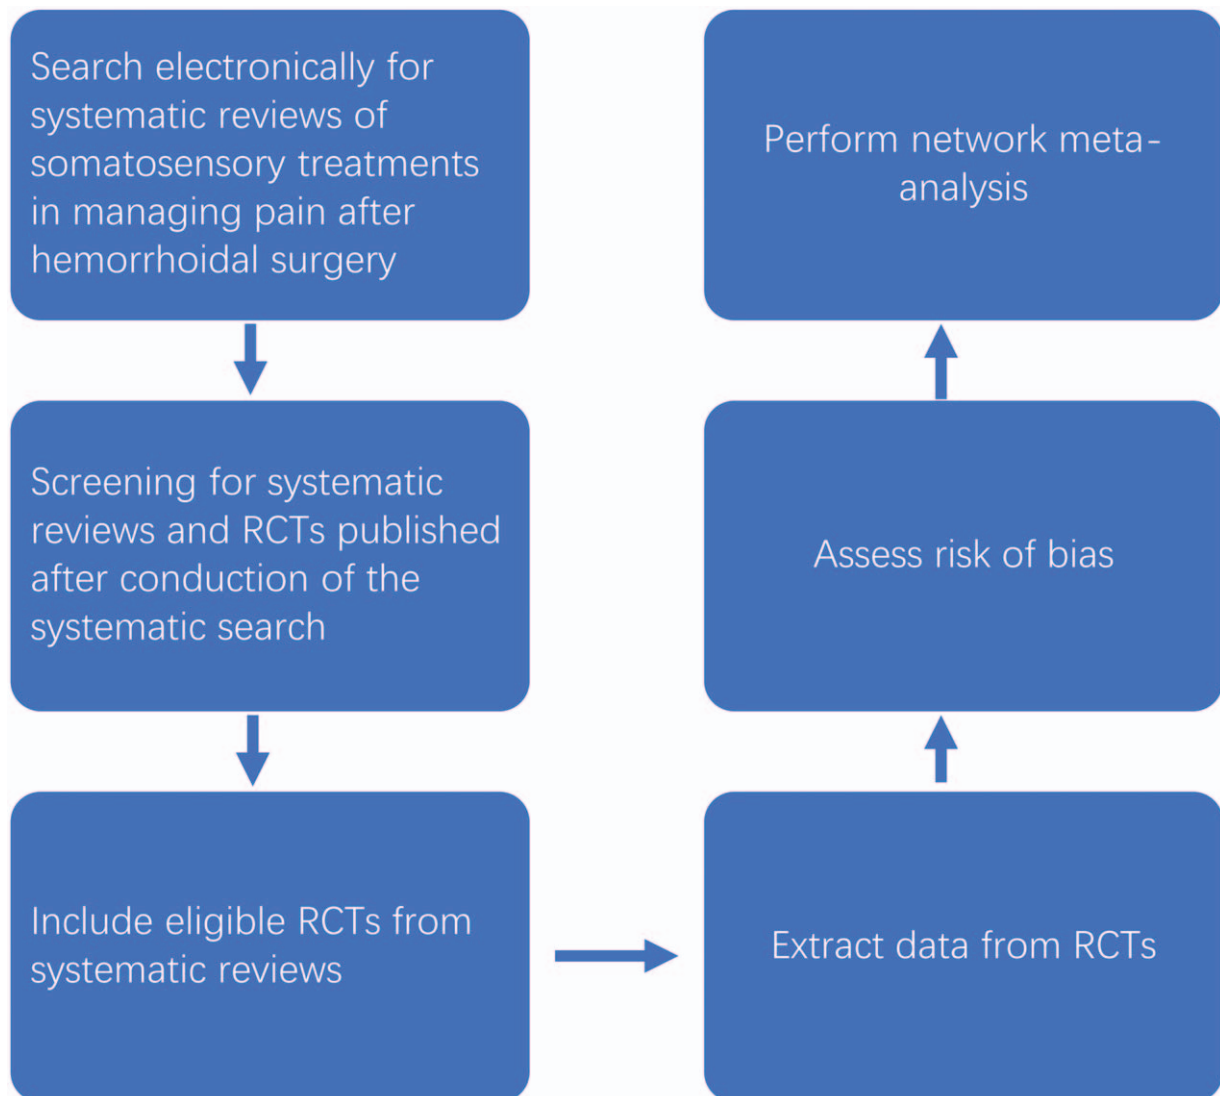 Search electronically for
systematic reviews of
somatosensory treatments
in managing pain after
hemorrhoidal surgery
Screening for systematic
reviews and RCTs published
after conduction of the
systematic search
Include eligible RCTs from
systematic reviews
Extract data from RCTs
Assess risk of bias
Perform network meta-
analysis